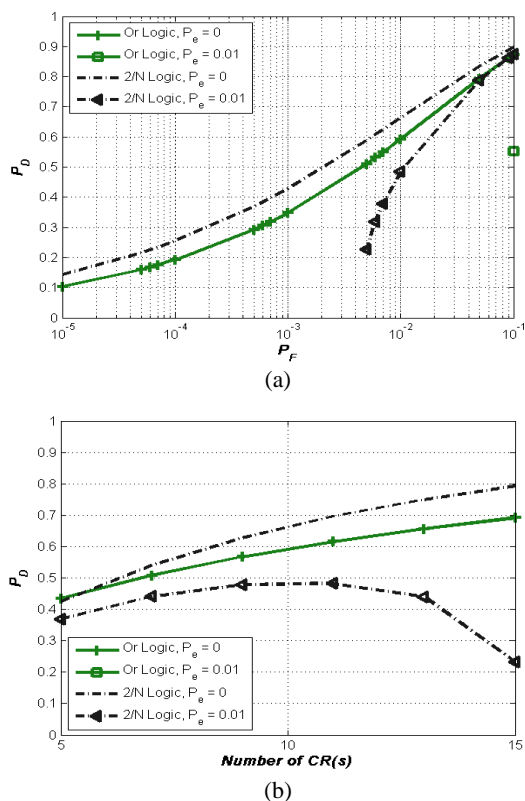 1
0.9
0.8
0.7
0.6
0.5
0.4
0.3
0.2
0.1
0
P_D
Or Logic, P_e = 0
Or Logic, P_e = 0.01
2/N Logic, P_e = 0
2/N Logic, P_e = 0.01
10^-5 10^-4 10^-3 10^-2 10^-1
P_F
(a)
1
0.9
0.8
0.7
0.6
0.5
0.4
0.3
0.2
0.1
0
P_D
Or Logic, P_e = 0
Or Logic, P_e = 0.01
2/N Logic, P_e = 0
2/N Logic, P_e = 0.01
5 10 15
Number of CR(s)
(b)